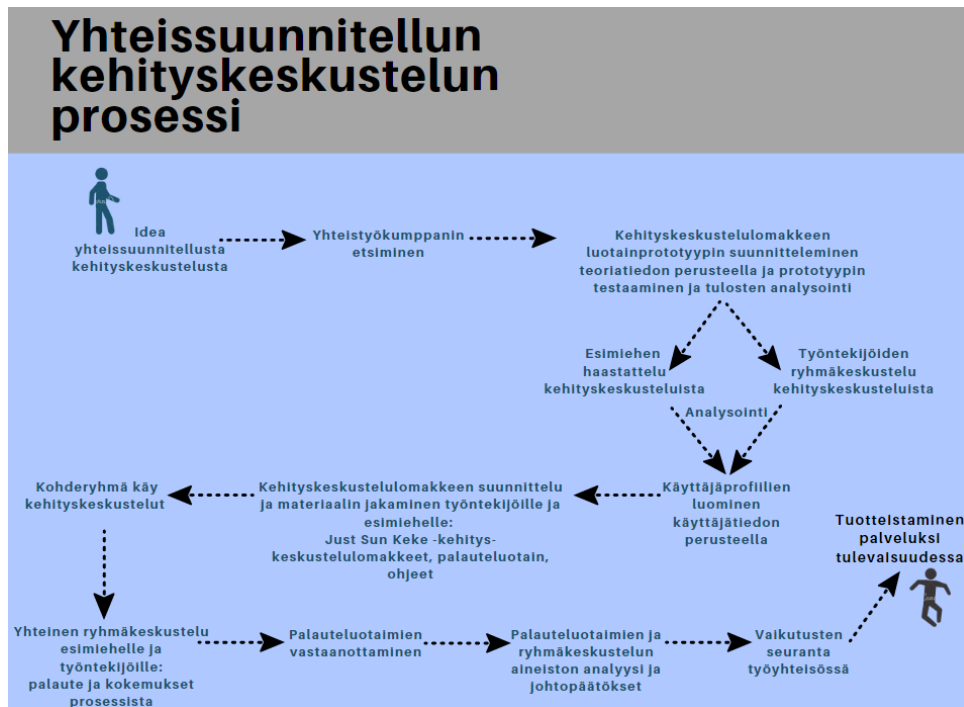 Yhteissuunnitellun
kehityskeskustelun
prosessi
Idea
yhteissuunnitellusta
kehityskeskustelusta
Yhteistyökumppanin
etsiminen
Kehityskeskustelulomakkeen
luotainprototyypin suunnitteleminen
teoriatiedon perusteella ja prototyypin
testaaminen ja tulosten analysointi
Esimiehen
haastattelu
kehityskeskusteluista
Työntekijöiden
ryhmäkeskustelu
kehityskeskusteluista
Analysointi
Käyttäjäprofiilien
luominen
käyttäjätiedon
perusteella
Kehityskeskustelulomakkeen suunnittelu
ja materiaalin jakaminen työntekijöille ja
esimiehelle:
Just Sun Keke -kehitys-
keskustelulomakkeet, palauteluotain,
ohjeet
Kohderyhmä käy
kehityskeskustelut
Yhteinen ryhmäkeskustelu
esimiehelle ja
työntekijöille:
palaute ja kokemukset
prosessista
Palauteluotaimien
vastaanottaminen
Palauteluotaimien ja
ryhmäkeskustelun
aineiston analyysi ja
johtopäätökset
Vaikutusten
seuranta
työyhteisössä
Tuotteistaminen
palveluksi
tulevaisuudessa